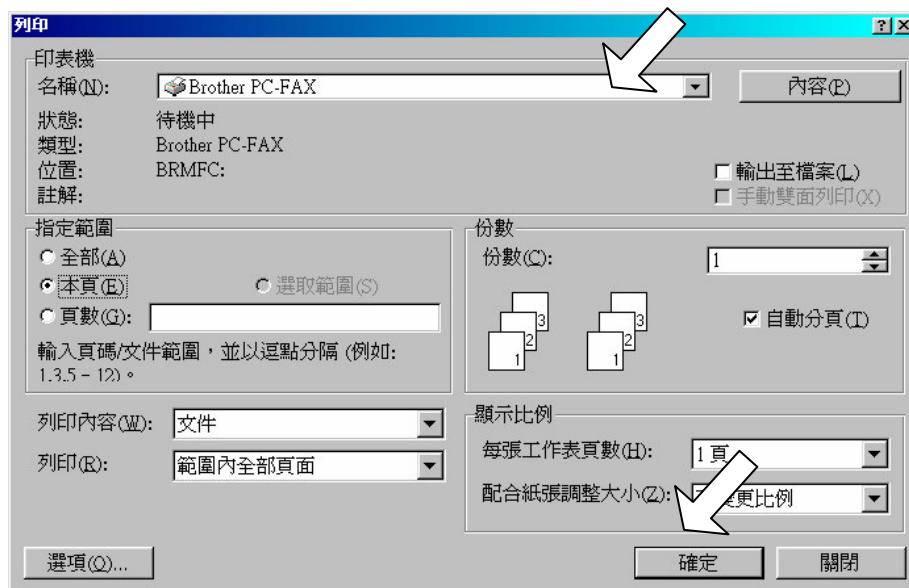 列印
印表機
名稱(N): Brother PC-FAX 內容(P)
狀態: 待機中
類型: Brother PC-FAX
位置: BRMFC: 輸出至檔案(L)
註解: 手動雙面列印(X)
指定範圍
全部(A)
本頁(E) 選取範圍(S)
頁數(G):
輸入頁碼/文件範圍，並以逗點分隔 (例如:
1,3,5 – 12)。
份數
份數(C): 1
3 3
2 2
1 1
自動分頁(T)
列印內容(W): 文件
列印(R): 範圍內全部頁面
顯示比例
每張工作表頁數(H): 1 頁
配合紙張調整大小(Z): 更比例
選項(O)... 確定 關閉